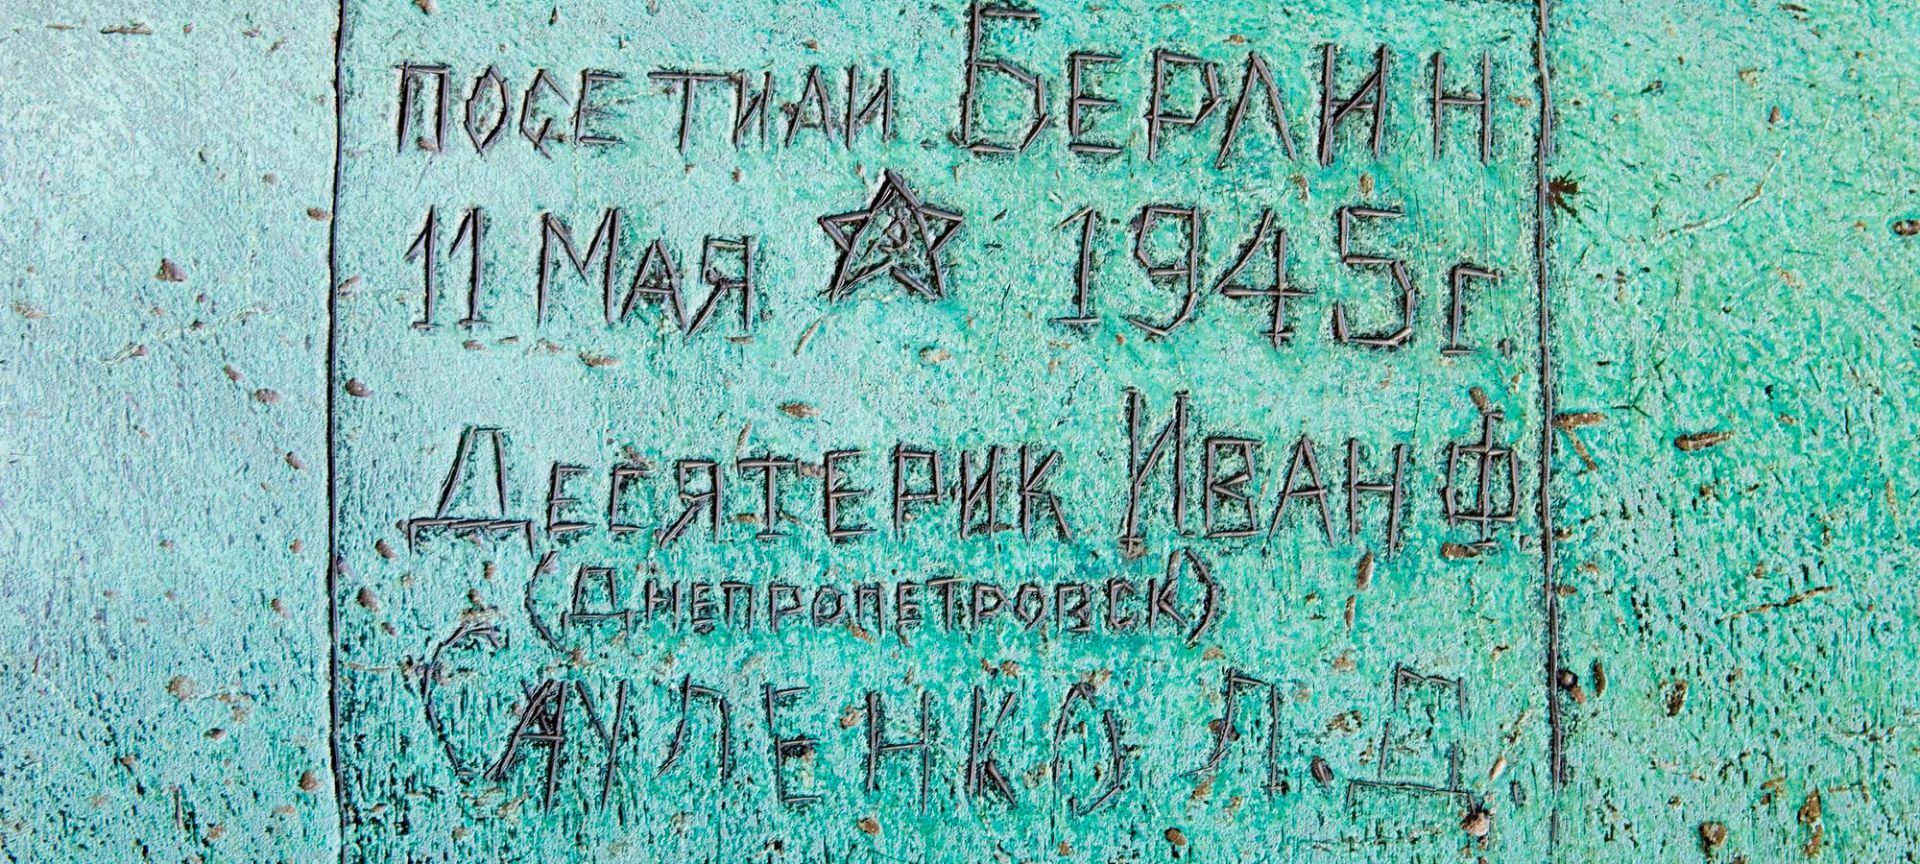 посетили Берлин
11 Мая 1945 г.
Десятерик Иван Ф.
(Днепропетровск)
Сауленко Л. Д.